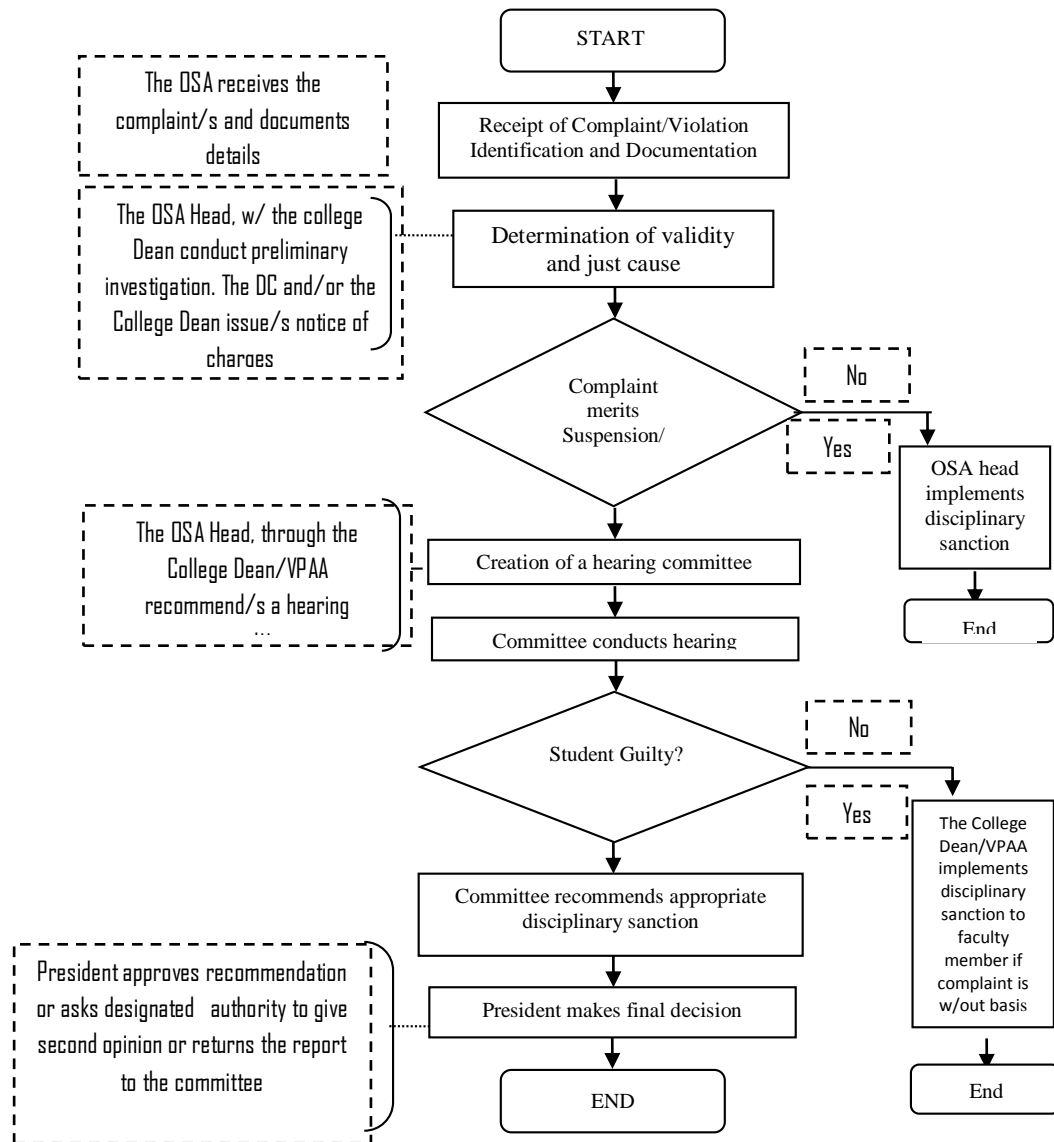 START
The OSA receives the
complaint/s and documents
details
Receipt of Complaint/Violation
Identification and Documentation
The OSA Head, w/ the college
Dean conduct preliminary
investigation. The DC and/or the
College Dean issue/s notice of
charges
Determination of validity
and just cause
Complaint
merits
Suspension/
No
Yes
OSA head
implements
disciplinary
sanction
End
The OSA Head, through the
College Dean/VPAA
recommend/s a hearing
...
Creation of a hearing committee
Committee conducts hearing
Student Guilty?
No
Yes
The College
Dean/VPAA
implements
disciplinary
sanction to
faculty
member if
complaint is
w/out basis
End
Committee recommends appropriate
disciplinary sanction
President approves recommendation
or asks designated authority to give
second opinion or returns the report
to the committee
President makes final decision
END